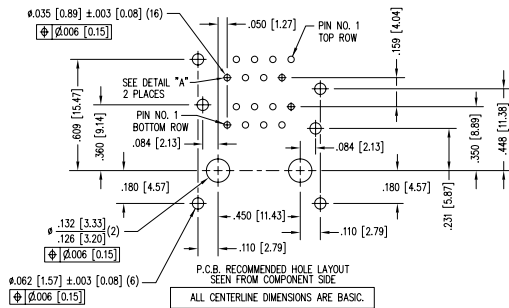 ø.035 [0.89] ±.003 [0.08] (16)
⌖ Ø.006 [0.15]
.050 [1.27]
PIN NO. 1
TOP ROW
.159 [4.04]
SEE DETAIL "A"
2 PLACES
PIN NO. 1
BOTTOM ROW
.609 [15.47]
.360 [9.14]
.084 [2.13]
.084 [2.13]
.350 [8.89]
.448 [11.38]
.231 [5.87]
.180 [4.57]
.180 [4.57]
ø .132 [3.33]
.126 [3.20] (2)
⌖ Ø.006 [0.15]
.450 [11.43]
.110 [2.79]
.110 [2.79]
ø.062 [1.57] ±.003 [0.08] (6)
⌖ Ø.006 [0.15]
P.C.B. RECOMMENDED HOLE LAYOUT
SEEN FROM COMPONENT SIDE
ALL CENTERLINE DIMENSIONS ARE BASIC.